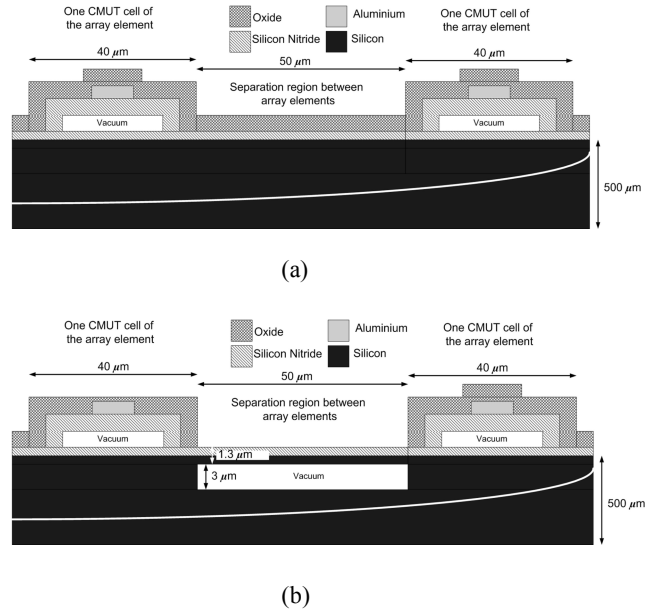 One CMUT cell of
the array element
Oxide
Aluminium
Silicon Nitride
Silicon
One CMUT cell of
the array element
40 μm
50 μm
40 μm
Separation region between
array elements
Vacuum
Vacuum
500 μm
(a)
One CMUT cell of
the array element
Oxide
Aluminium
Silicon Nitride
Silicon
One CMUT cell of
the array element
40 μm
50 μm
40 μm
Separation region between
array elements
Vacuum
Vacuum
1.3 μm
3 μm
Vacuum
500 μm
(b)